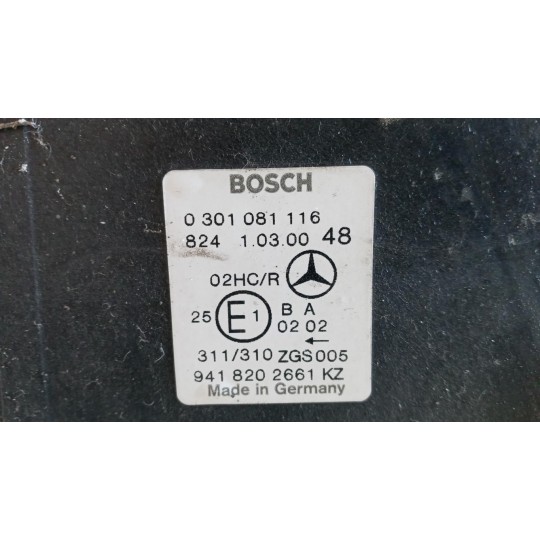 BOSCH
0 301 081 116
824 1.03.00 48
02HC/R
25 E1 B A
02 02
←
311/310 ZGS005
941 820 2661 KZ
Made in Germany